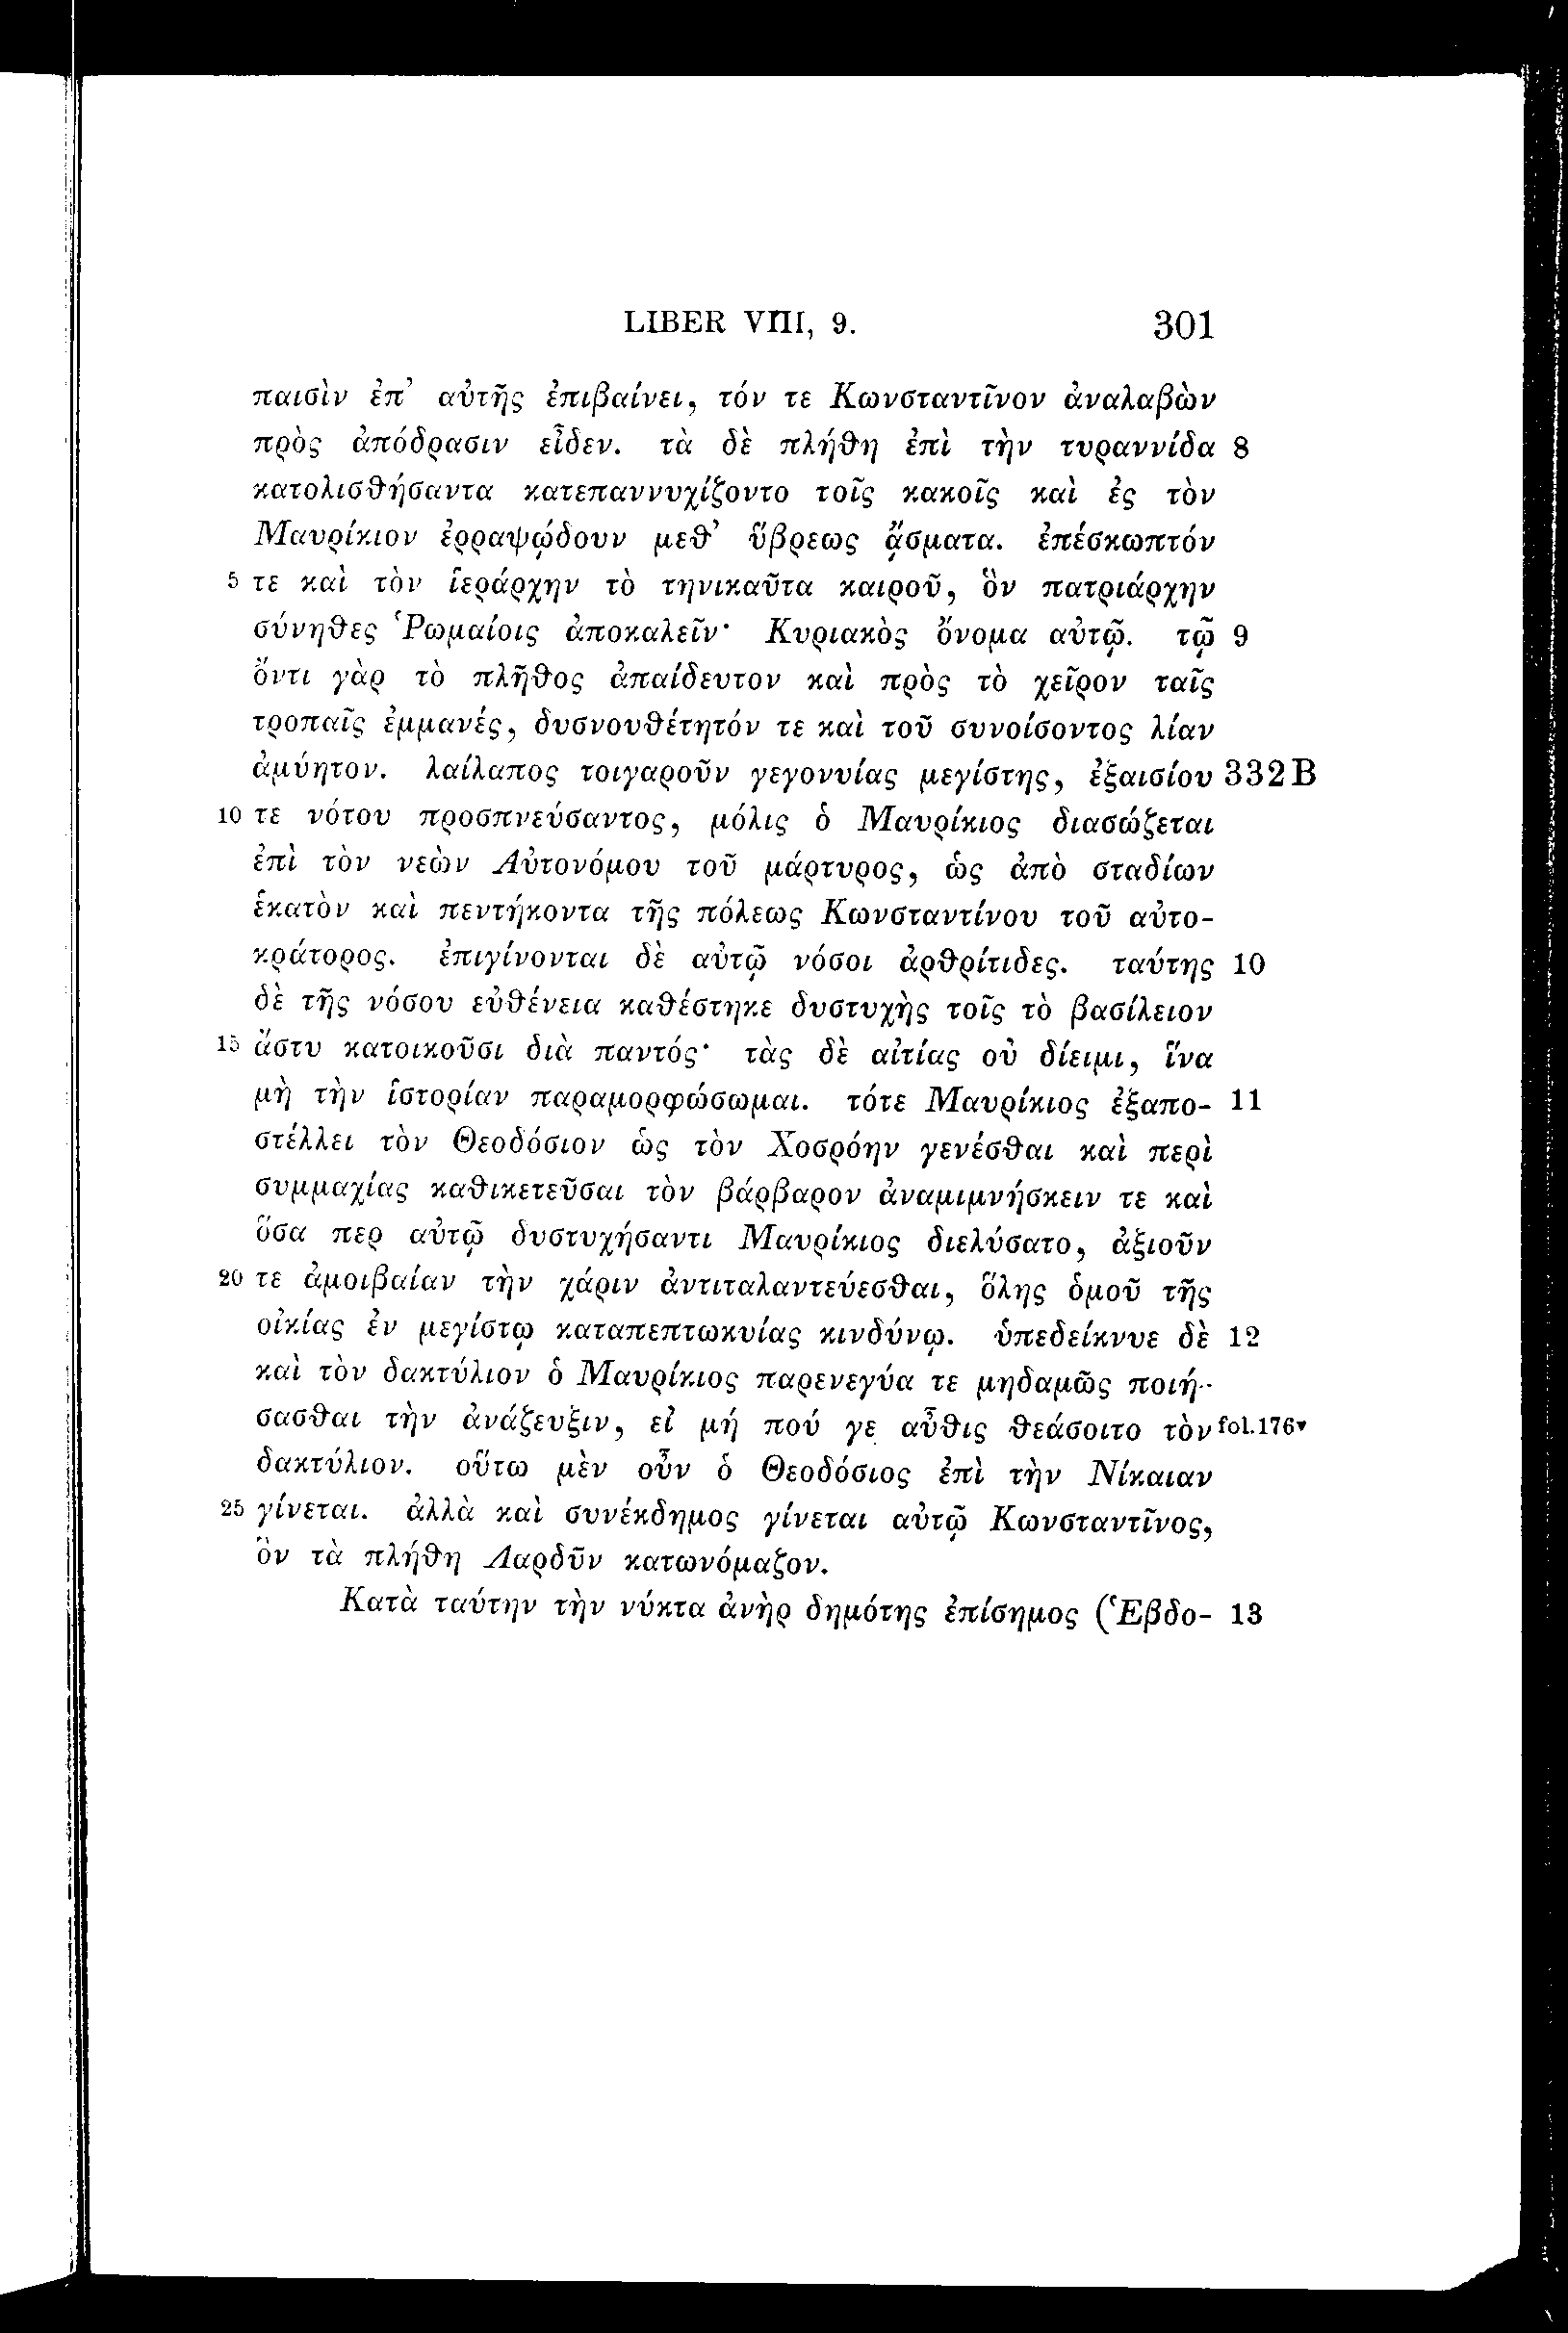 LIBER VIII, 9. 301
παισὶν ἐπ’ αὐτῆς ἐπιβαίνει, τόν τε Κωνσταντῖνον ἀναλαβὼν
πρὸς ἀπόδρασιν εἶδεν. τὰ δὲ πλήθη ἐπὶ τὴν τυραννίδα 8
κατολισθήσαντα κατεπαννυχίζοντο τοῖς κακοῖς καὶ ἐς τὸν
Μαυρίκιον ἐρραψῴδουν μεθ’ ὕβρεως ᾄσματα. ἐπέσκωπτόν
5 τε καὶ τὸν ἱεράρχην τὸ τηνικαῦτα καιροῦ, ὃν πατριάρχην
σύνηθες Ῥωμαίοις ἀποκαλεῖν· Κυριακὸς ὄνομα αὐτῷ. τῷ 9
ὄντι γὰρ τὸ πλῆθος ἀπαίδευτον καὶ πρὸς τὸ χεῖρον ταῖς
τροπαῖς ἐμμανές, δυσνουθέτητόν τε καὶ τοῦ συνοίσοντος λίαν
ἀμύητον. λαίλαπος τοιγαροῦν γεγονυίας μεγίστης, ἐξαισίου 332B
10 τε νότου προσπνεύσαντος, μόλις ὁ Μαυρίκιος διασώζεται
ἐπὶ τὸν νεὼν Αὐτονόμου τοῦ μάρτυρος, ὡς ἀπὸ σταδίων
ἑκατὸν καὶ πεντήκοντα τῆς πόλεως Κωνσταντίνου τοῦ αὐτο-
κράτορος. ἐπιγίνονται δὲ αὐτῷ νόσοι ἀρθρίτιδες. ταύτης 10
δὲ τῆς νόσου εὐθένεια καθέστηκε δυστυχὴς τοῖς τὸ βασίλειον
15 ἄστυ κατοικοῦσι διὰ παντός· τὰς δὲ αἰτίας οὐ δίειμι, ἵνα
μὴ τὴν ἱστορίαν παραμορφώσωμαι. τότε Μαυρίκιος ἐξαπο- 11
στέλλει τὸν Θεοδόσιον ὡς τὸν Χοσρόην γενέσθαι καὶ περὶ
συμμαχίας καθικετεῦσαι τὸν βάρβαρον ἀναμιμνήσκειν τε καὶ
ὅσα περ αὐτῷ δυστυχήσαντι Μαυρίκιος διελύσατο, ἀξιοῦν
20 τε ἀμοιβαίαν τὴν χάριν ἀντιταλαντεύεσθαι, ὅλης ὁμοῦ τῆς
οἰκίας ἐν μεγίστῳ καταπεπτωκυίας κινδύνῳ. ὑπεδείκνυε δὲ 12
καὶ τὸν δακτύλιον ὁ Μαυρίκιος παρενεγύα τε μηδαμῶς ποιή-
σασθαι τὴν ἀνάζευξιν, εἰ μή πού γε αὖθις θεάσοιτο τὸν fol.176v
δακτύλιον. οὕτω μὲν οὖν ὁ Θεοδόσιος ἐπὶ τὴν Νίκαιαν
25 γίνεται. ἀλλὰ καὶ συνέκδημος γίνεται αὐτῷ Κωνσταντῖνος,
ὃν τὰ πλήθη Λαρδῦν κατωνόμαζον.
Κατὰ ταύτην τὴν νύκτα ἀνὴρ δημότης ἐπίσημος (Ἑβδο- 13